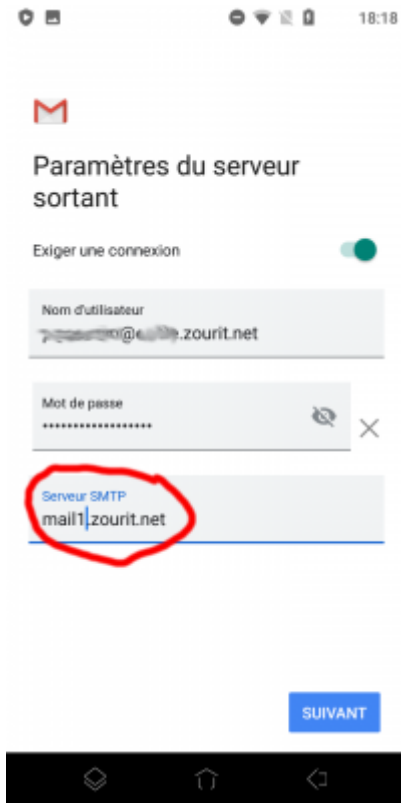 18:18
Paramètres du serveur
sortant
Exiger une connexion
Nom d'utilisateur
.zourit.net
Mot de passe
••••••••••••••••••
Serveur SMTP
mail1.zourit.net
SUIVANT